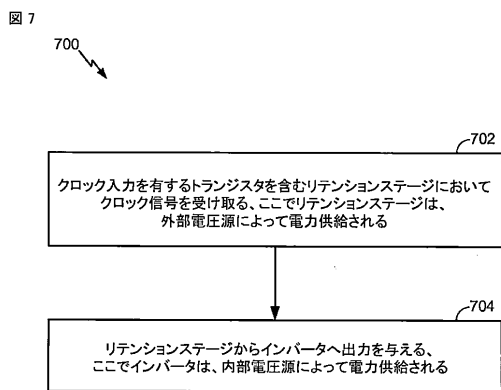 図 7
700
702
クロック入力を有するトランジスタを含むリテンションステージにおいて
クロック信号を受け取る、ここでリテンションステージは、
外部電圧源によって電力供給される
704
リテンションステージからインバータへ出力を与える、
ここでインバータは、内部電圧源によって電力供給される